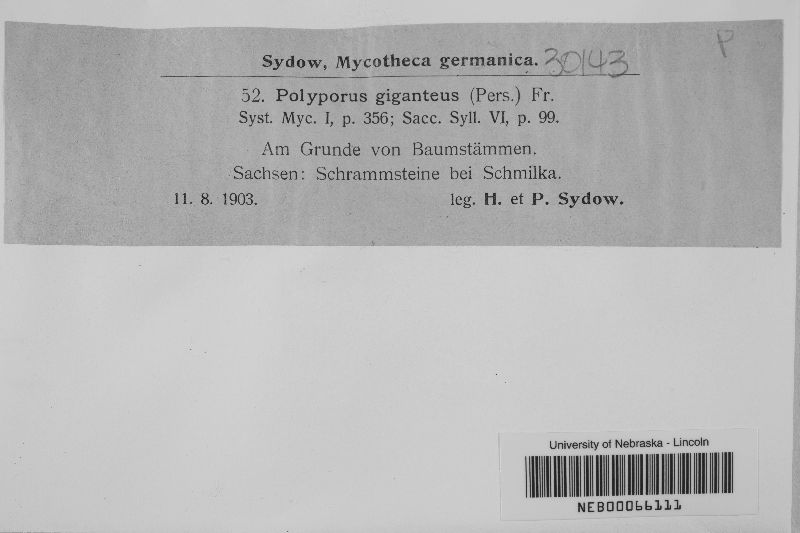 P
Sydow, Mycotheca germanica. 30143
52. Polyporus giganteus (Pers.) Fr.
Syst. Myc. I, p. 356; Sacc. Syll. VI, p. 99.
Am Grunde von Baumstämmen.
Sachsen: Schrammsteine bei Schmilka.
11. 8. 1903. leg. H. et P. Sydow.
University of Nebraska - Lincoln
NEB00066111